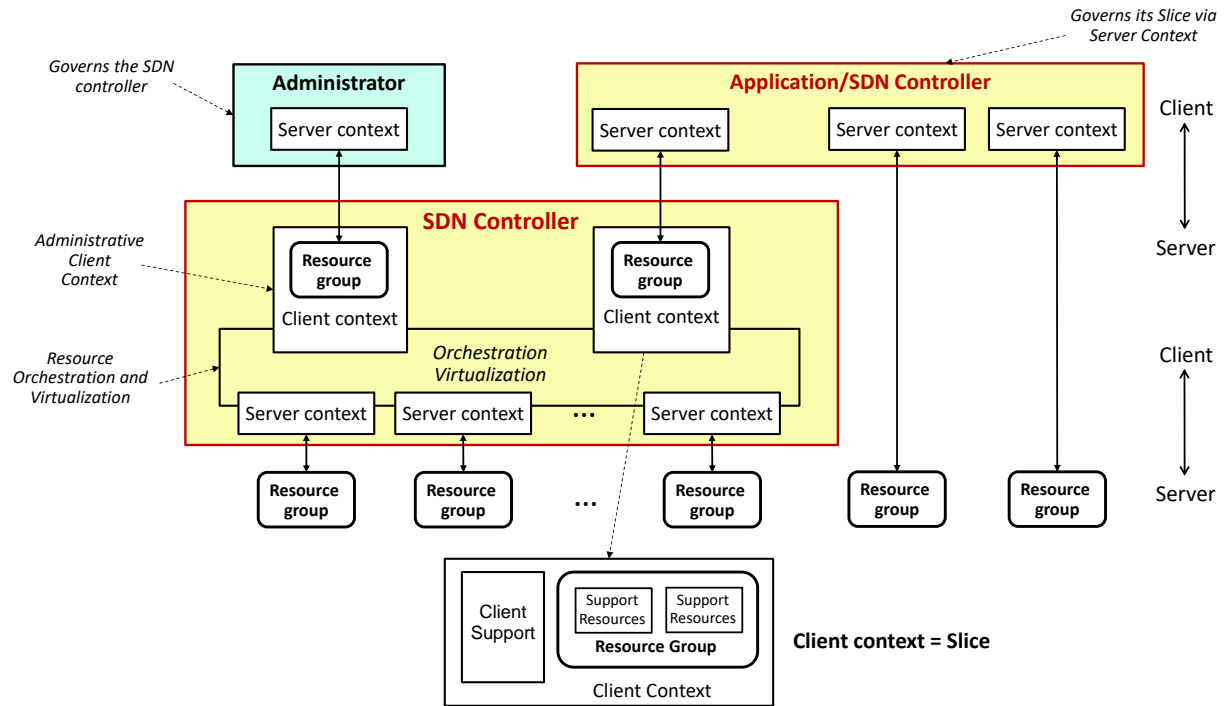 Governs its Slice via
Server Context
Governs the SDN
controller
Administrator
Server context
Application/SDN Controller
Server context
Server context
Server context
Client
Server
SDN Controller
Administrative
Client
Context
Resource
group
Client context
Resource
group
Client context
Resource
Orchestration and
Virtualization
Orchestration
Virtualization
Client
Server
Server context
Server context
...
Server context
Resource
group
Resource
group
...
Resource
group
Resource
group
Resource
group
Client
Support
Support
Resources
Support
Resources
Resource Group
Client Context
Client context = Slice